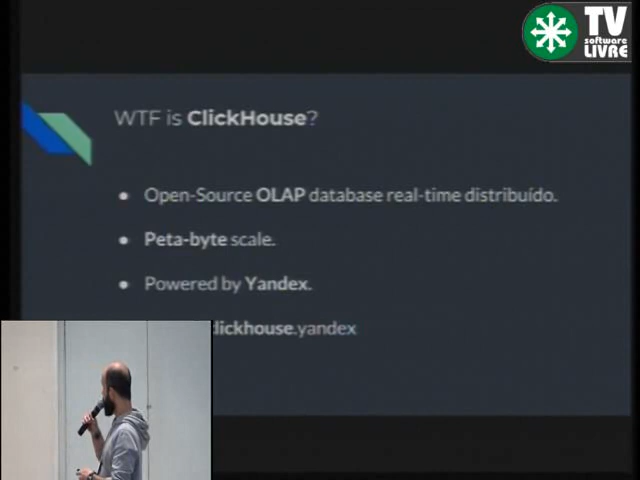 TV
software
LIVRE
WTF is ClickHouse?
Open-Source OLAP database real-time distribuído.
Peta-byte scale.
Powered by Yandex.
clickhouse.yandex